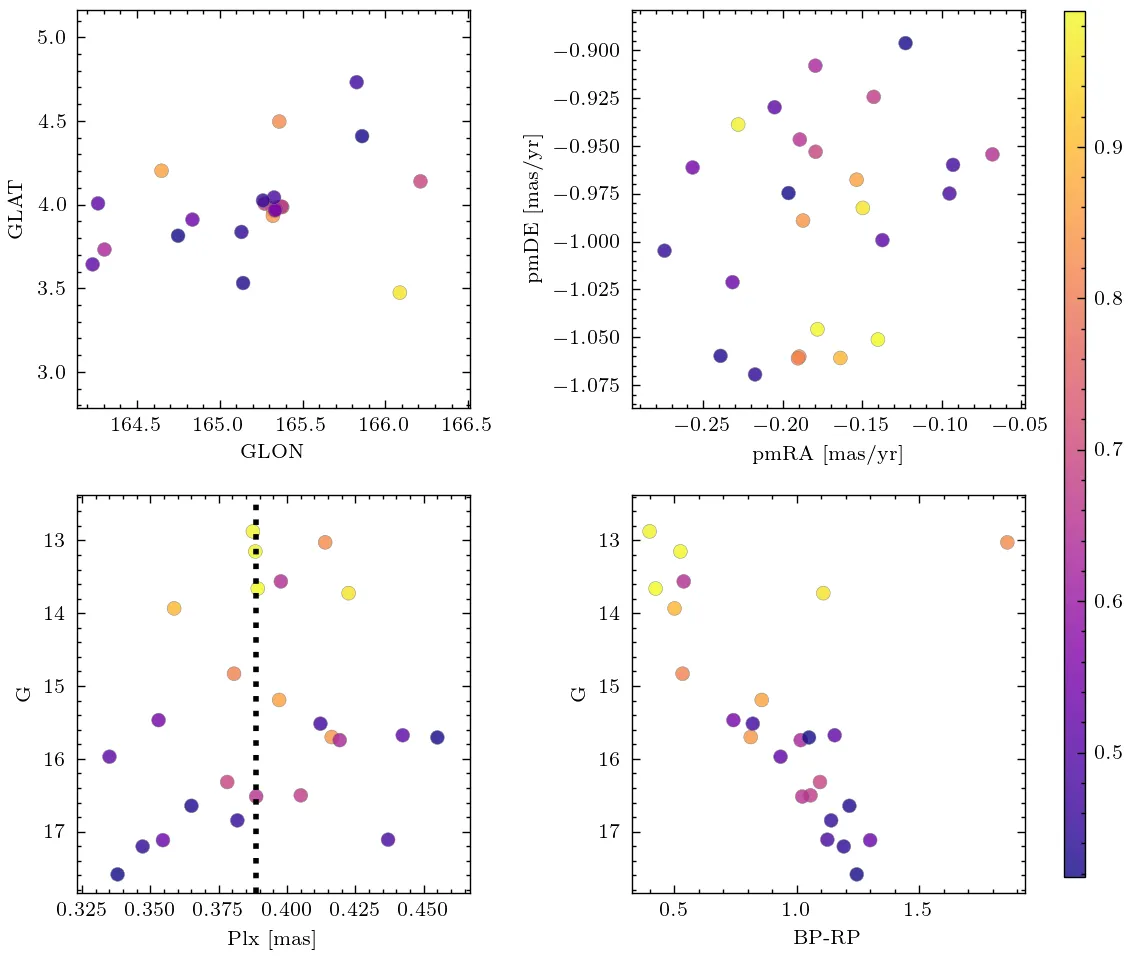 5.0
4.5
4.0
3.5
3.0
GLAT
164.5 165.0 165.5 166.0 166.5
GLON
−0.900
−0.925
−0.950
−0.975
−1.000
−1.025
−1.050
−1.075
pmDE [mas/yr]
−0.25 −0.20 −0.15 −0.10 −0.05
pmRA [mas/yr]
13
14
15
16
17
G
0.325 0.350 0.375 0.400 0.425 0.450
Plx [mas]
13
14
15
16
17
G
0.5 1.0 1.5
BP-RP
0.9
0.8
0.7
0.6
0.5